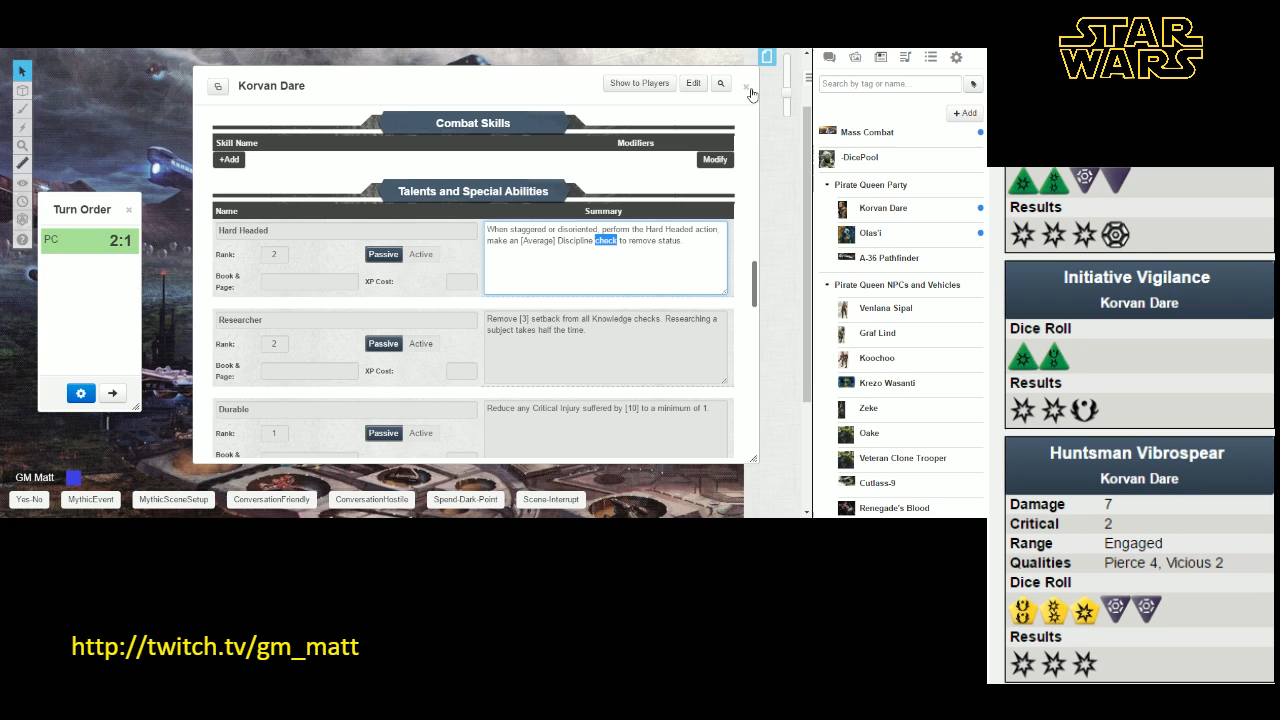 STAR
WARS
Korvan Dare
Show to Players
Edit
Combat Skills
Skill Name
Modifiers
+Add
Modify
Talents and Special Abilities
Name
Summary
Hard Headed
When staggered or disoriented, perform the Hard Headed action,
make an [Average] Discipline check to remove status.
Rank:
2
Passive
Active
Book &
Page:
XP Cost:
Researcher
Remove [3] setback from all Knowledge checks. Researching a
subject takes half the time.
Rank:
2
Passive
Active
Book &
Page:
XP Cost:
Durable
Reduce any Critical Injury suffered by [10] to a minimum of 1.
Rank:
1
Passive
Active
Book &
Turn Order
PC
2:1
GM Matt
Yes-No
MythicEvent
MythicSceneSetup
ConversationFriendly
ConversationHostile
Spend-Dark-Point
Scene-Interrupt
Search by tag or name...
+ Add
Mass Combat
-DicePool
Pirate Queen Party
Korvan Dare
Olas'i
A-36 Pathfinder
Pirate Queen NPCs and Vehicles
Venlana Sipal
Graf Lind
Koochoo
Krezo Wasanti
Zeke
Oake
Veteran Clone Trooper
Cutlass-9
Renegade's Blood
Results
Initiative Vigilance
Korvan Dare
Dice Roll
Results
Huntsman Vibrospear
Korvan Dare
Damage 7
Critical 2
Range Engaged
Qualities Pierce 4, Vicious 2
Dice Roll
Results
http://twitch.tv/gm_matt